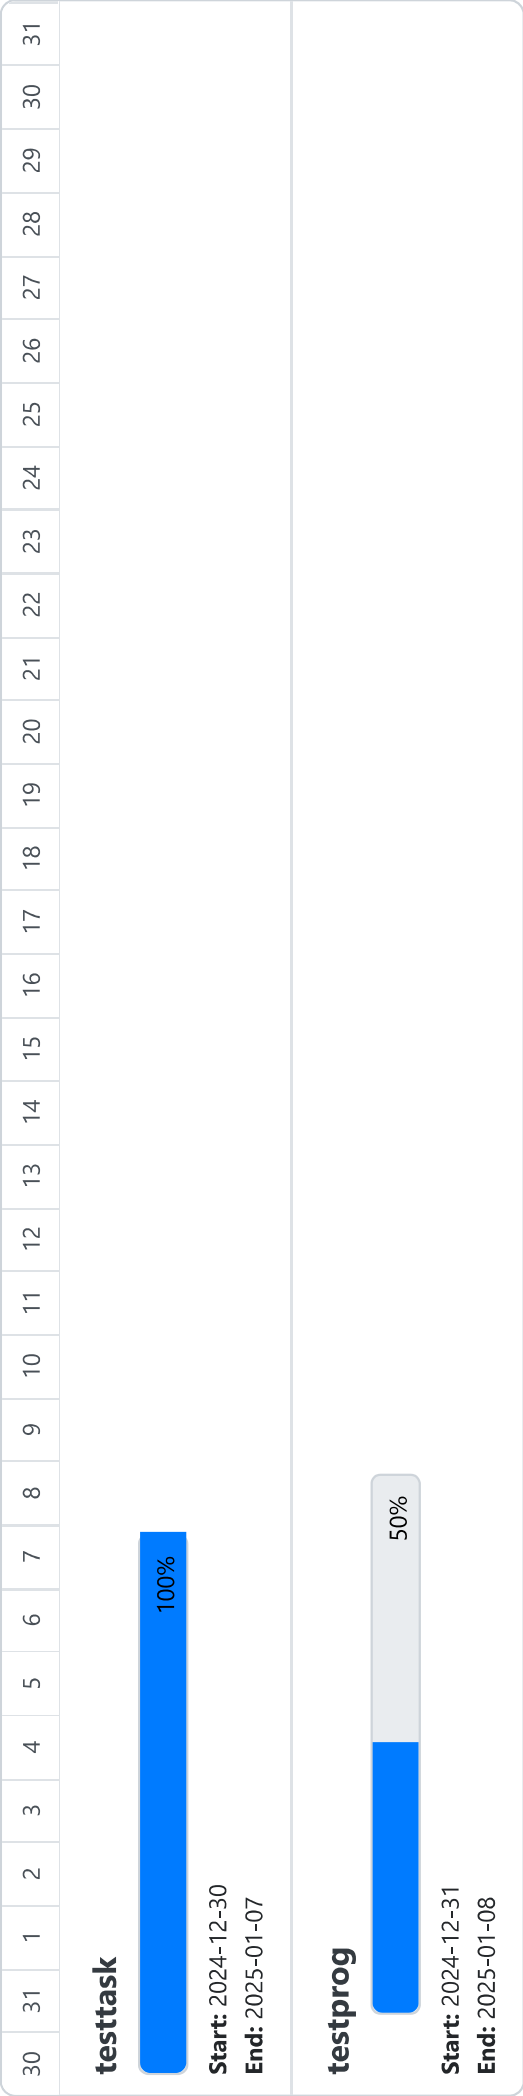 30 31 1 2 3 4 5 6 7 8 9 10 11 12 13 14 15 16 17 18 19 20 21 22 23 24 25 26 27 28 29 30 31
testtask
100%
Start: 2024-12-30
End: 2025-01-07
testprog
50%
Start: 2024-12-31
End: 2025-01-08